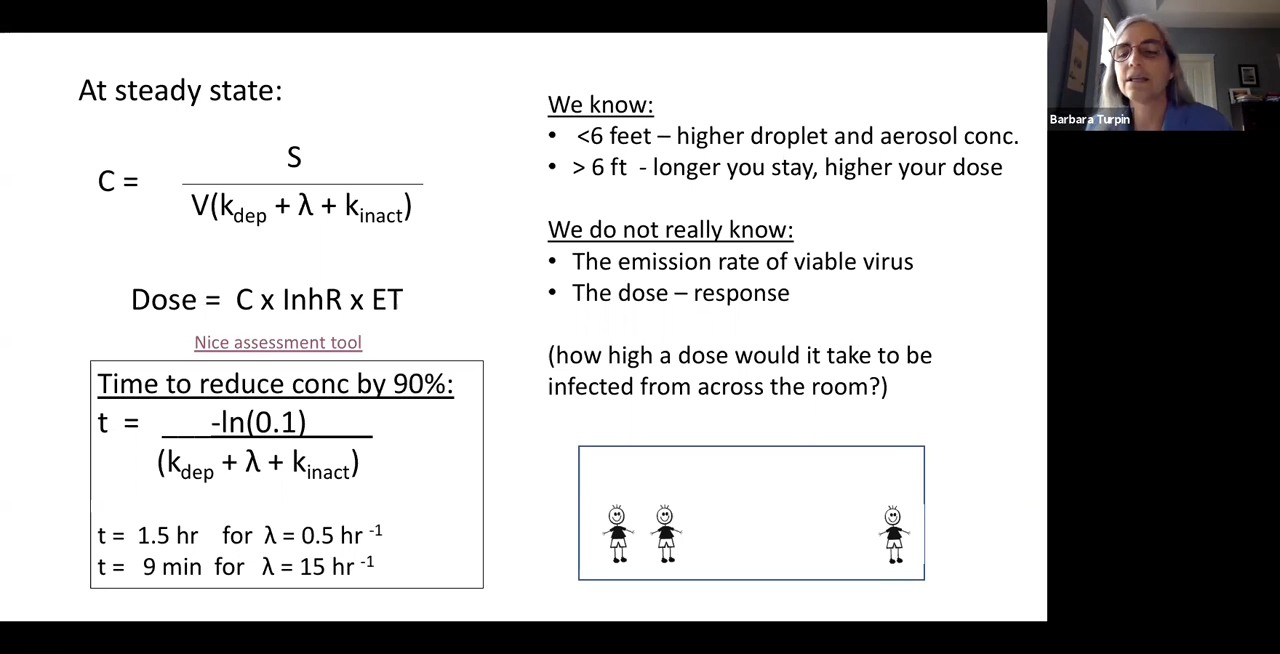 At steady state:
C =
S
V(k_dep + λ + k_inact)
Dose = C x InhR x ET
Nice assessment tool
Time to reduce conc by 90%:
t = -ln(0.1)
(k_dep + λ + k_inact)
t = 1.5 hr for λ = 0.5 hr ⁻¹
t = 9 min for λ = 15 hr ⁻¹
We know:
• <6 feet – higher droplet and aerosol conc.
• > 6 ft - longer you stay, higher your dose
We do not really know:
• The emission rate of viable virus
• The dose – response
(how high a dose would it take to be
infected from across the room?)
Barbara Turpin